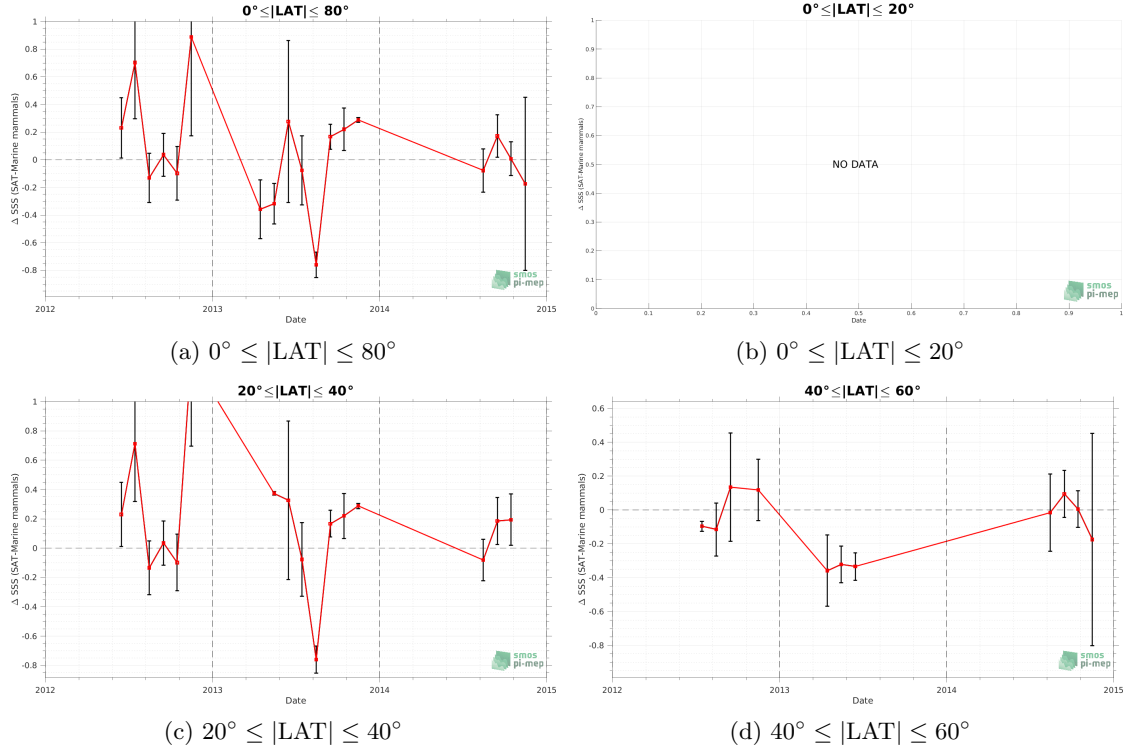 0°≤|LAT|≤ 80°
1
0.8
0.6
0.4
0.2
0
-0.2
-0.4
-0.6
-0.8
Δ SSS (SAT-Marine mammals)
2012
2013
2014
2015
Date
smos
pi-mep
(a) 0° ≤ |LAT| ≤ 80°
0°≤|LAT|≤ 20°
1
0.9
0.8
0.7
0.6
0.5
0.4
0.3
0.2
0.1
0
Δ SSS (SAT-Marine mammals)
NO DATA
0
0.1
0.2
0.3
0.4
0.5
0.6
0.7
0.8
0.9
1
Date
smos
pi-mep
(b) 0° ≤ |LAT| ≤ 20°
20°≤|LAT|≤ 40°
1
0.8
0.6
0.4
0.2
0
-0.2
-0.4
-0.6
-0.8
Δ SSS (SAT-Marine mammals)
2012
2013
2014
2015
Date
smos
pi-mep
(c) 20° ≤ |LAT| ≤ 40°
40°≤|LAT|≤ 60°
0.6
0.4
0.2
0
-0.2
-0.4
-0.6
-0.8
Δ SSS (SAT-Marine mammals)
2012
2013
2014
2015
Date
smos
pi-mep
(d) 40° ≤ |LAT| ≤ 60°